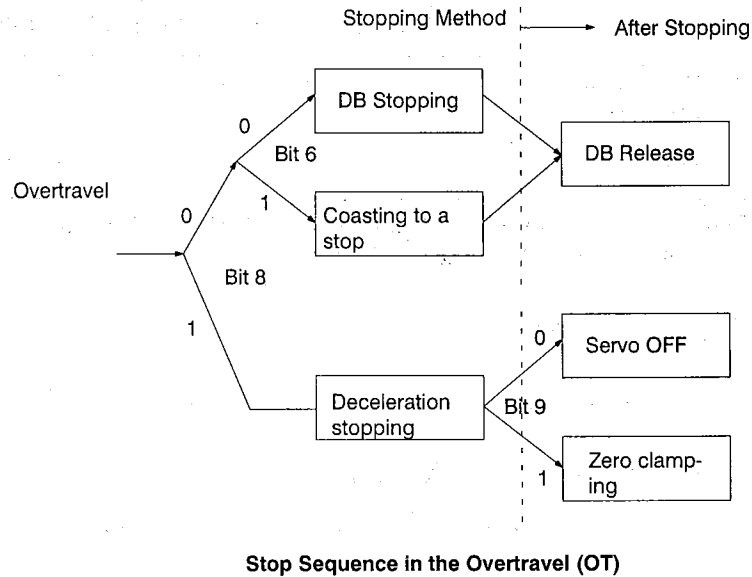 Stopping Method
After Stopping
DB Stopping
0
Bit 6
DB Release
Overtravel
0
1
Coasting to a
stop
Bit 8
1
0
Servo OFF
Deceleration
stopping
Bit 9
1
Zero clamp-
ing
Stop Sequence in the Overtravel (OT)